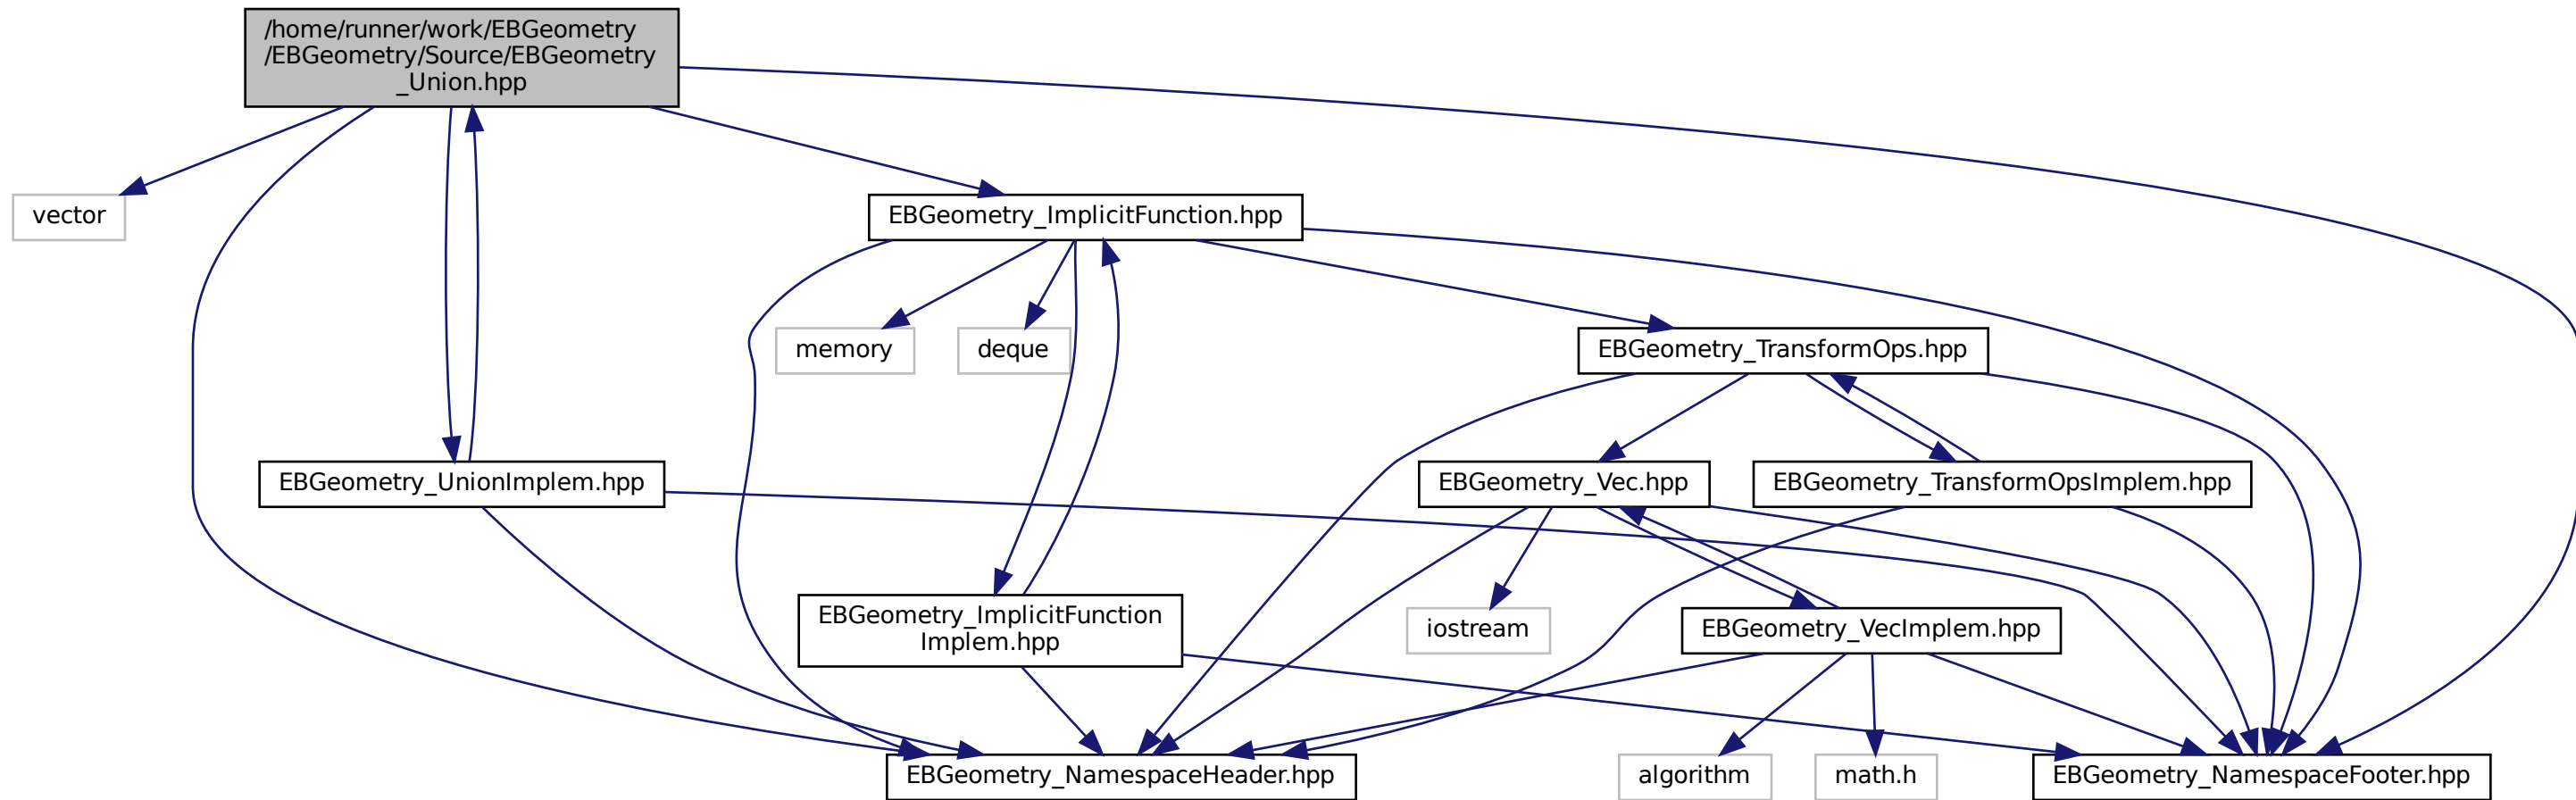 /home/runner/work/EBGeometry
/EBGeometry/Source/EBGeometry
_Union.hpp
vector
EBGeometry_ImplicitFunction.hpp
memory
deque
EBGeometry_TransformOps.hpp
EBGeometry_UnionImplem.hpp
EBGeometry_Vec.hpp
EBGeometry_TransformOpsImplem.hpp
EBGeometry_ImplicitFunction
Implem.hpp
iostream
EBGeometry_VecImplem.hpp
EBGeometry_NamespaceHeader.hpp
algorithm
math.h
EBGeometry_NamespaceFooter.hpp